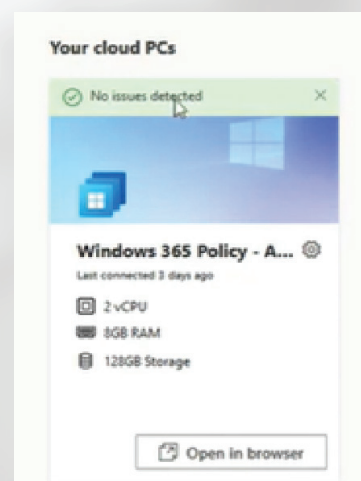 Your cloud PCs
No issues detected
Windows 365 Policy - A...
Last connected 3 days ago
2 vCPU
8GB RAM
128GB Storage
Open in browser